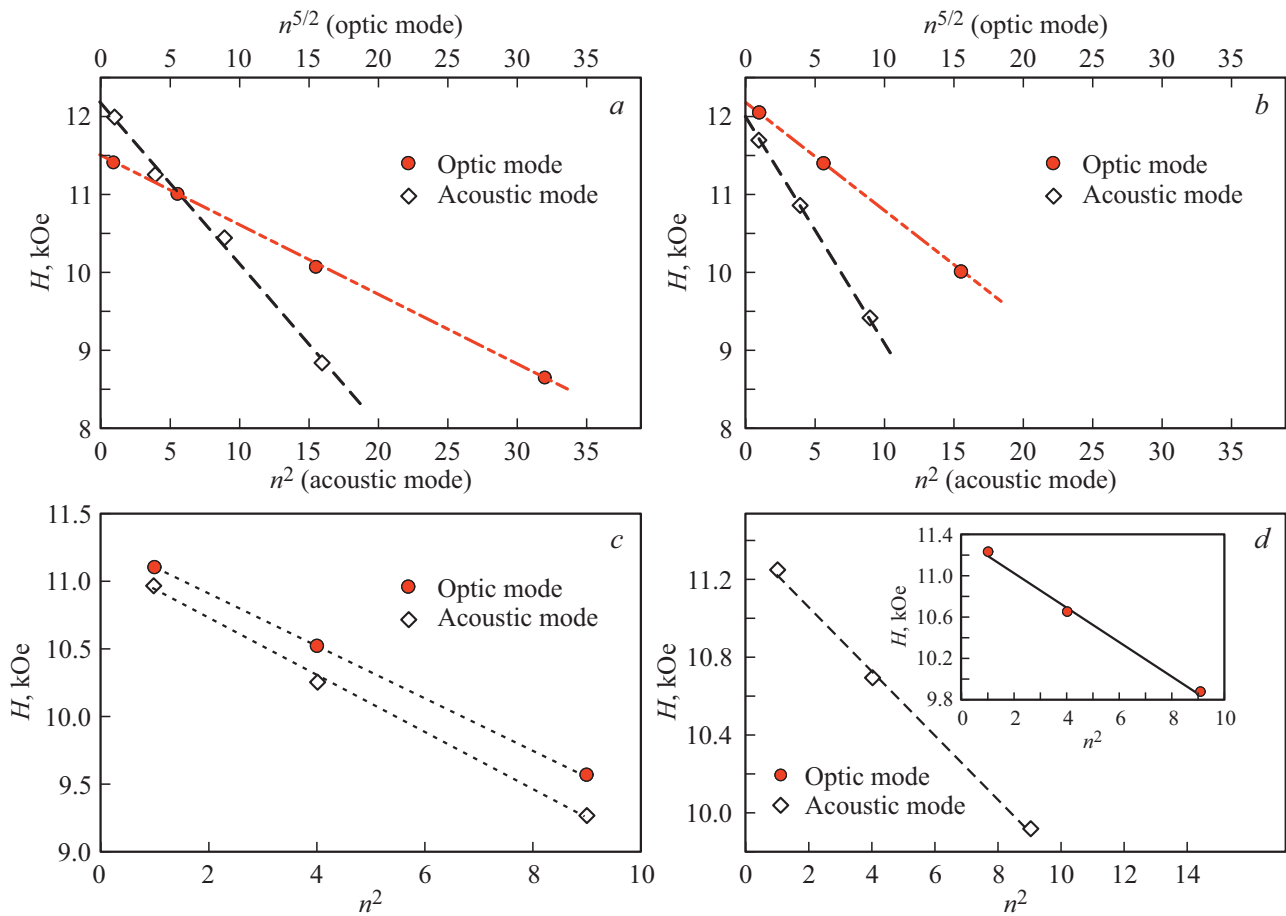 n^{5/2} (optic mode)
0 5 10 15 20 25 30 35
a
12
11
10
9
8
H, kOe
Optic mode
Acoustic mode
0 5 10 15 20 25 30 35
n^2 (acoustic mode)
n^{5/2} (optic mode)
0 5 10 15 20 25 30 35
b
12
11
10
9
8
H, kOe
Optic mode
Acoustic mode
0 5 10 15 20 25 30 35
n^2 (acoustic mode)
c
11.5
11.0
10.5
10.0
9.5
9.0
H, kOe
Optic mode
Acoustic mode
0 2 4 6 8 10
n^2
d
11.2
10.8
10.4
10.0
H, kOe
11.4
11.0
10.6
10.2
9.8
H, kOe
0 2 4 6 8 10
n^2
Optic mode
Acoustic mode
0 2 4 6 8 10 12 14
n^2